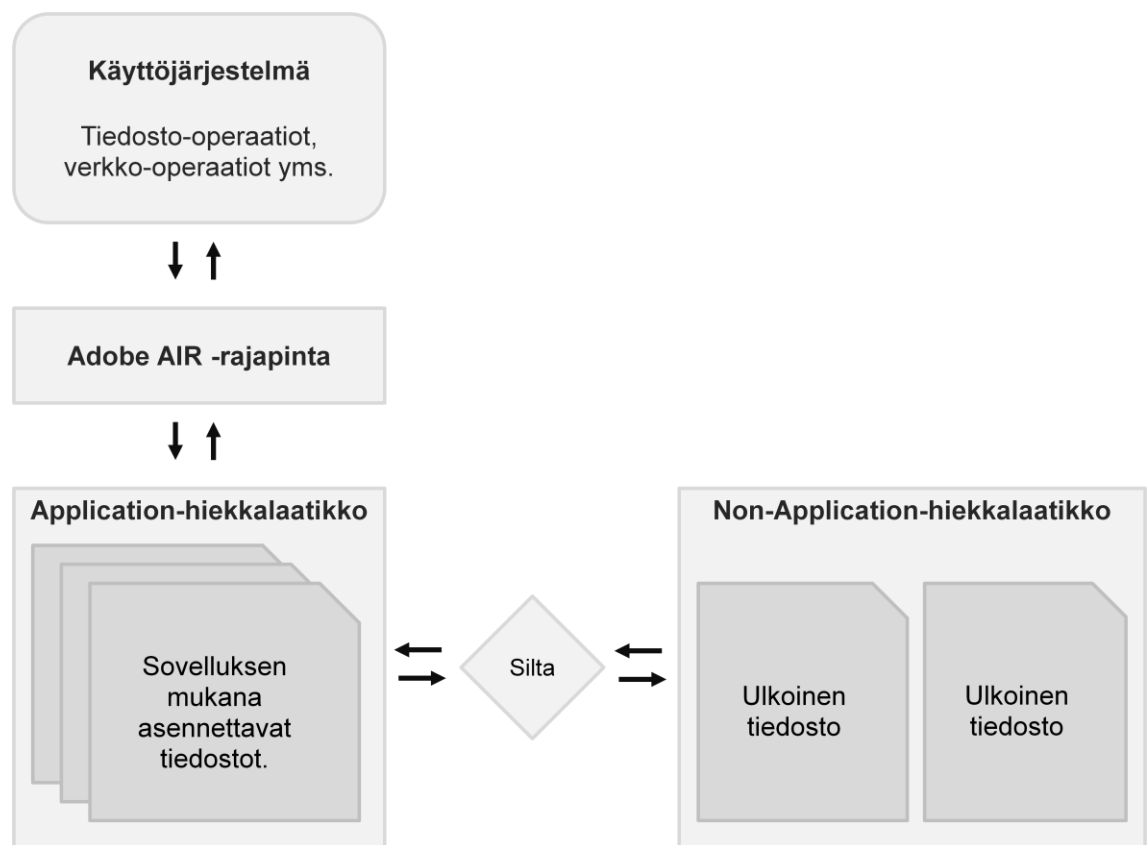 Käyttöjärjestelmä
Tiedosto-operaatiot,
verkko-operaatiot yms.
Adobe AIR -rajapinta
Application-hiekkalaatikko
Sovelluksen
mukana
asennettavat
tiedostot.
Silta
Non-Application-hiekkalaatikko
Ulkoinen
tiedosto
Ulkoinen
tiedosto